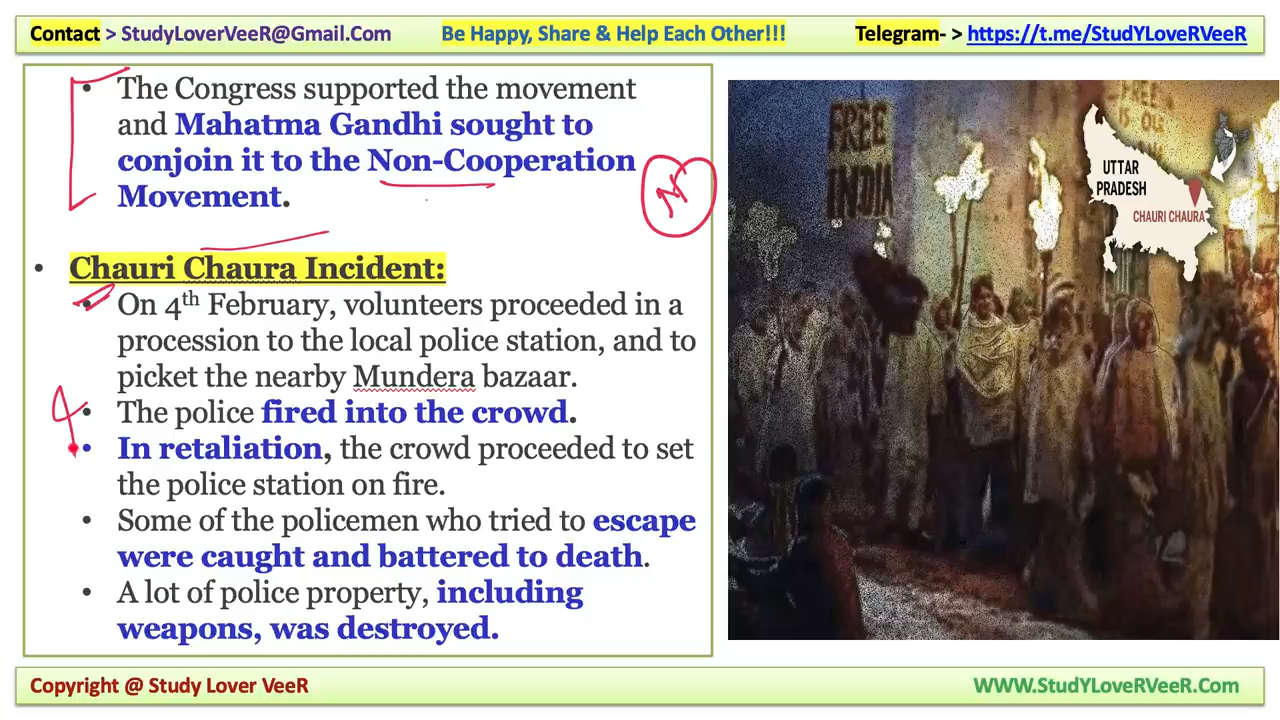 Contact > StudyLoverVeeR@Gmail.Com Be Happy, Share & Help Each Other!!! Telegram- > https://t.me/StudYLoverVeeR
• The Congress supported the movement
and Mahatma Gandhi sought to
conjoin it to the Non-Cooperation
Movement.
N
• Chauri Chaura Incident:
• On 4th February, volunteers proceeded in a
procession to the local police station, and to
picket the nearby Mundera bazaar.
• The police fired into the crowd.
• In retaliation, the crowd proceeded to set
the police station on fire.
• Some of the policemen who tried to escape
were caught and battered to death.
• A lot of police property, including
weapons, was destroyed.
FREE
INDIA
FREE
IS OU
UTTAR
PRADESH
CHAURI CHAURA
Copyright @ Study Lover VeeR WWW.StudYLoveRVeeR.Com